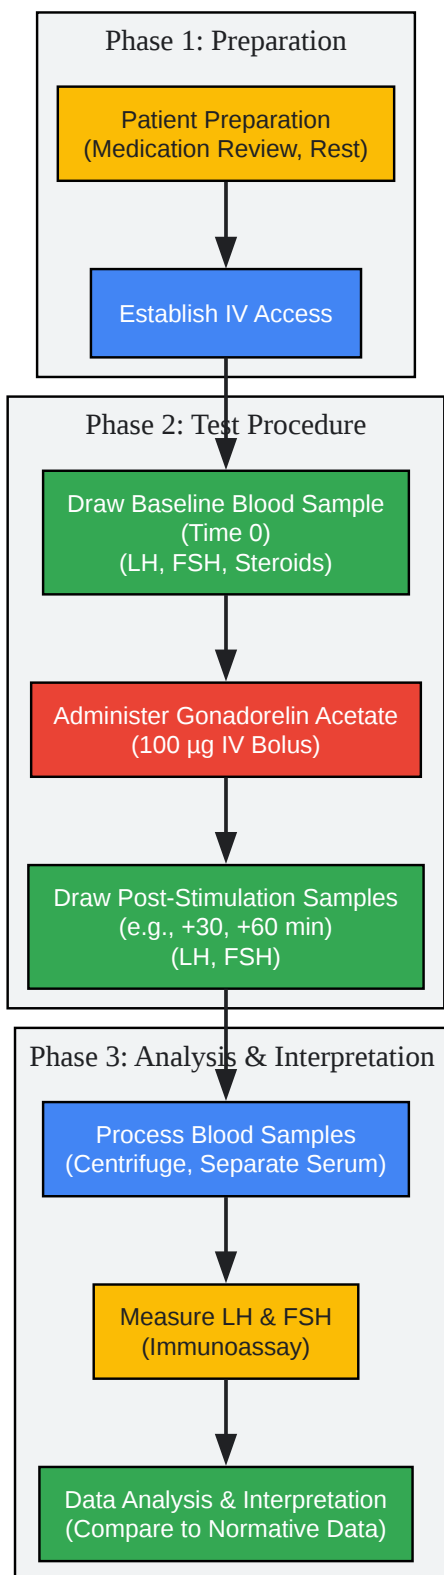 Phase 1: Preparation
Patient Preparation
(Medication Review, Rest)
Establish IV Access
Phase 2: Test Procedure
Draw Baseline Blood Sample
(Time 0)
(LH, FSH, Steroids)
Administer Gonadorelin Acetate
(100 µg IV Bolus)
Draw Post-Stimulation Samples
(e.g., +30, +60 min)
(LH, FSH)
Phase 3: Analysis & Interpretation
Process Blood Samples
(Centrifuge, Separate Serum)
Measure LH & FSH
(Immunoassay)
Data Analysis & Interpretation
(Compare to Normative Data)